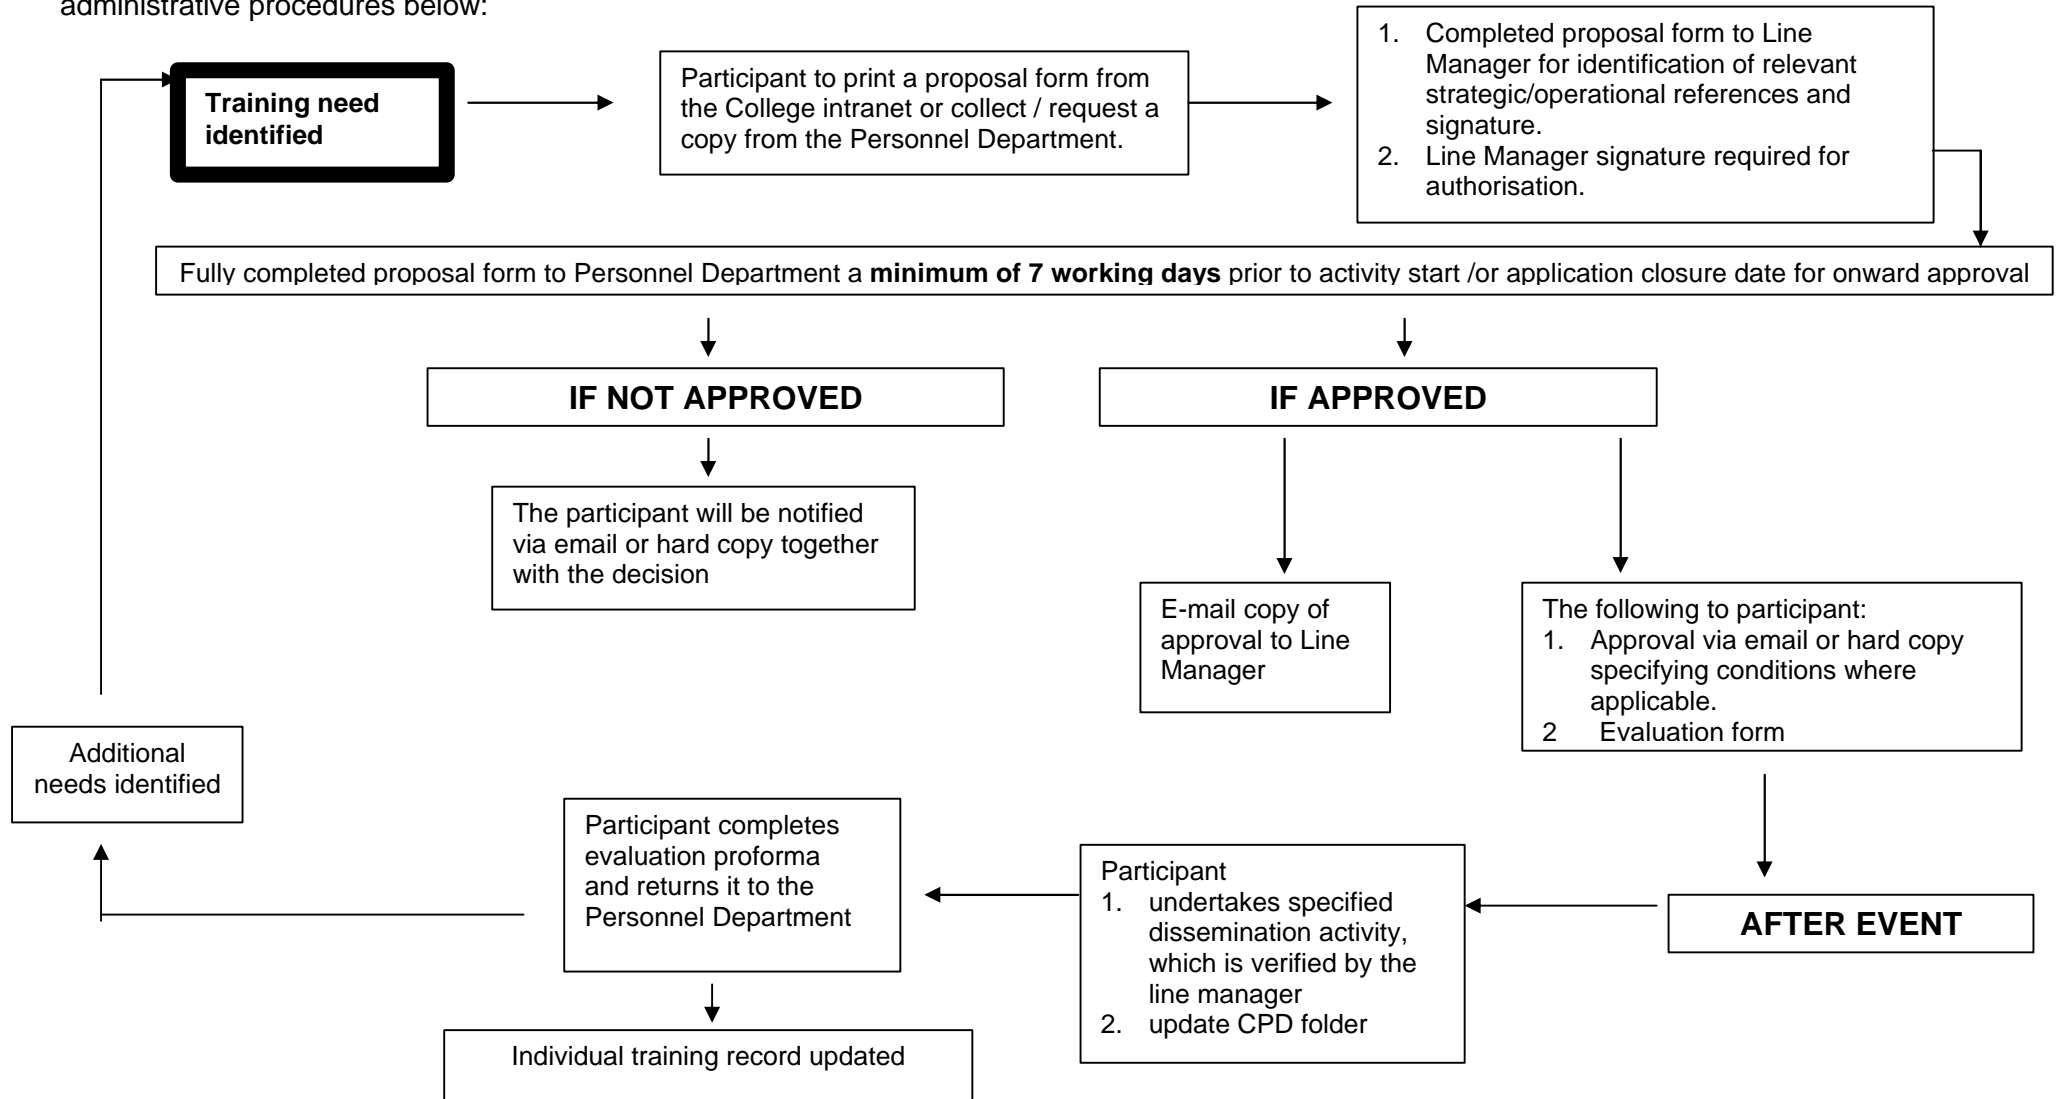 administrative procedures below:
Training need
identified
Participant to print a proposal form from
the College intranet or collect / request a
copy from the Personnel Department.
1. Completed proposal form to Line
Manager for identification of relevant
strategic/operational references and
signature.
2. Line Manager signature required for
authorisation.
Fully completed proposal form to Personnel Department a minimum of 7 working days prior to activity start /or application closure date for onward approval
IF NOT APPROVED
IF APPROVED
The participant will be notified
via email or hard copy together
with the decision
E-mail copy of
approval to Line
Manager
The following to participant:
1. Approval via email or hard copy
specifying conditions where
applicable.
2 Evaluation form
AFTER EVENT
Participant
1. undertakes specified
dissemination activity,
which is verified by the
line manager
2. update CPD folder
Participant completes
evaluation proforma
and returns it to the
Personnel Department
Individual training record updated
Additional
needs identified